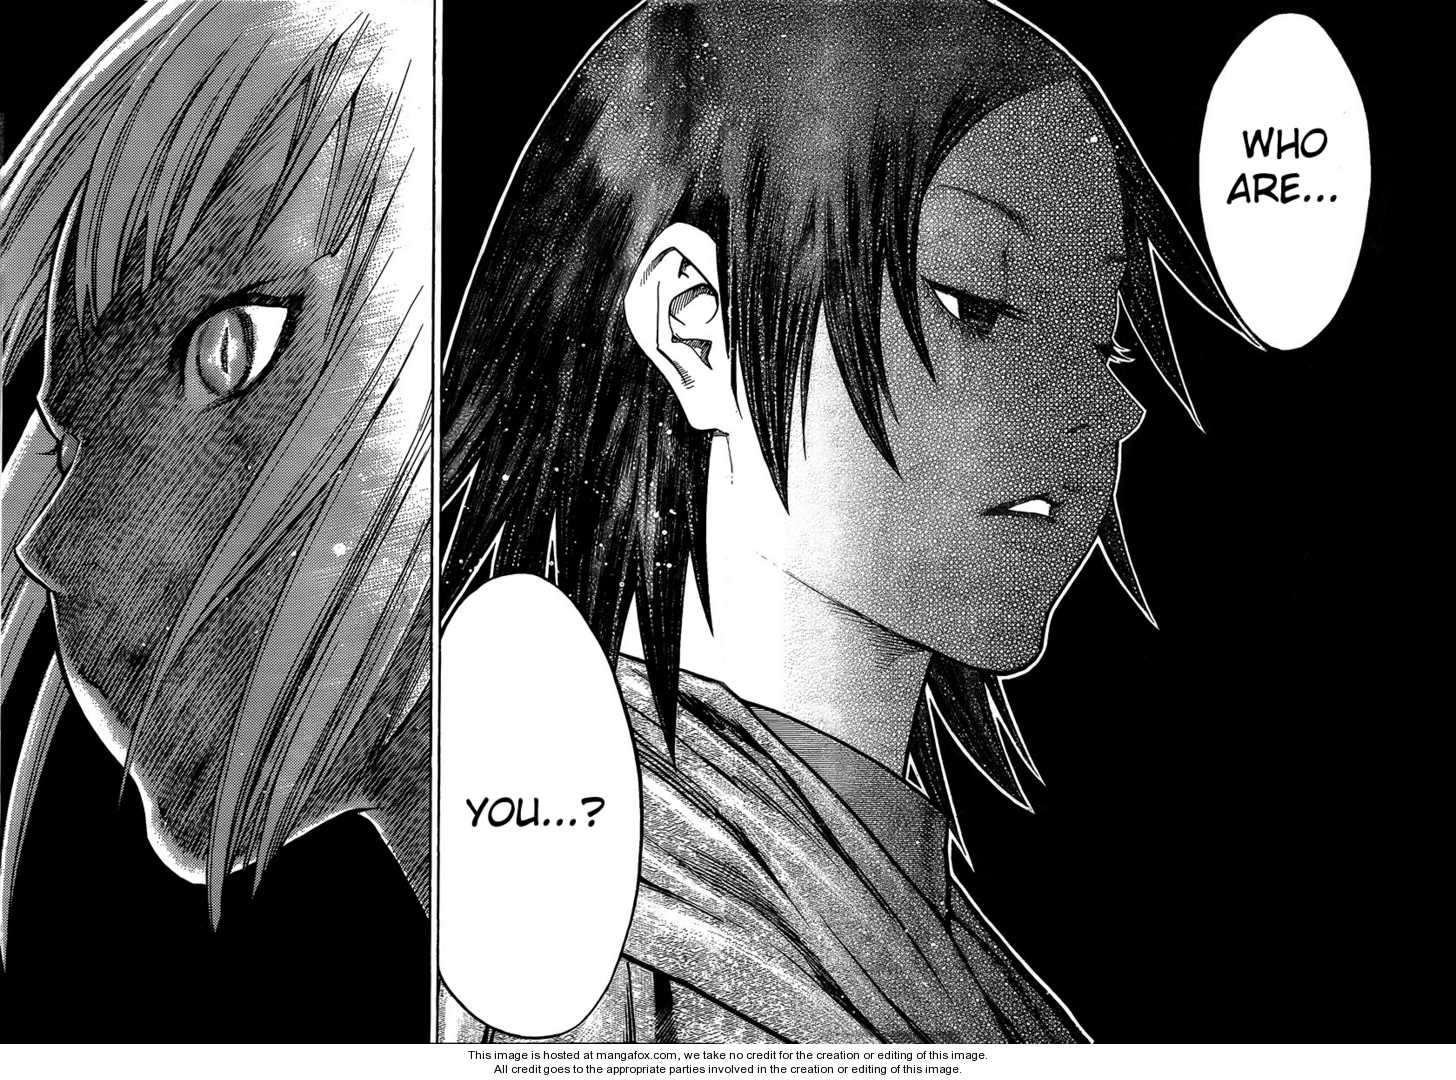 WHO
ARE...
YOU...?
This image is hosted at mangafox.com, we take no credit for the creation or editing of this image.
All credit goes to the appropriate parties involved in the creation or editing of this image.